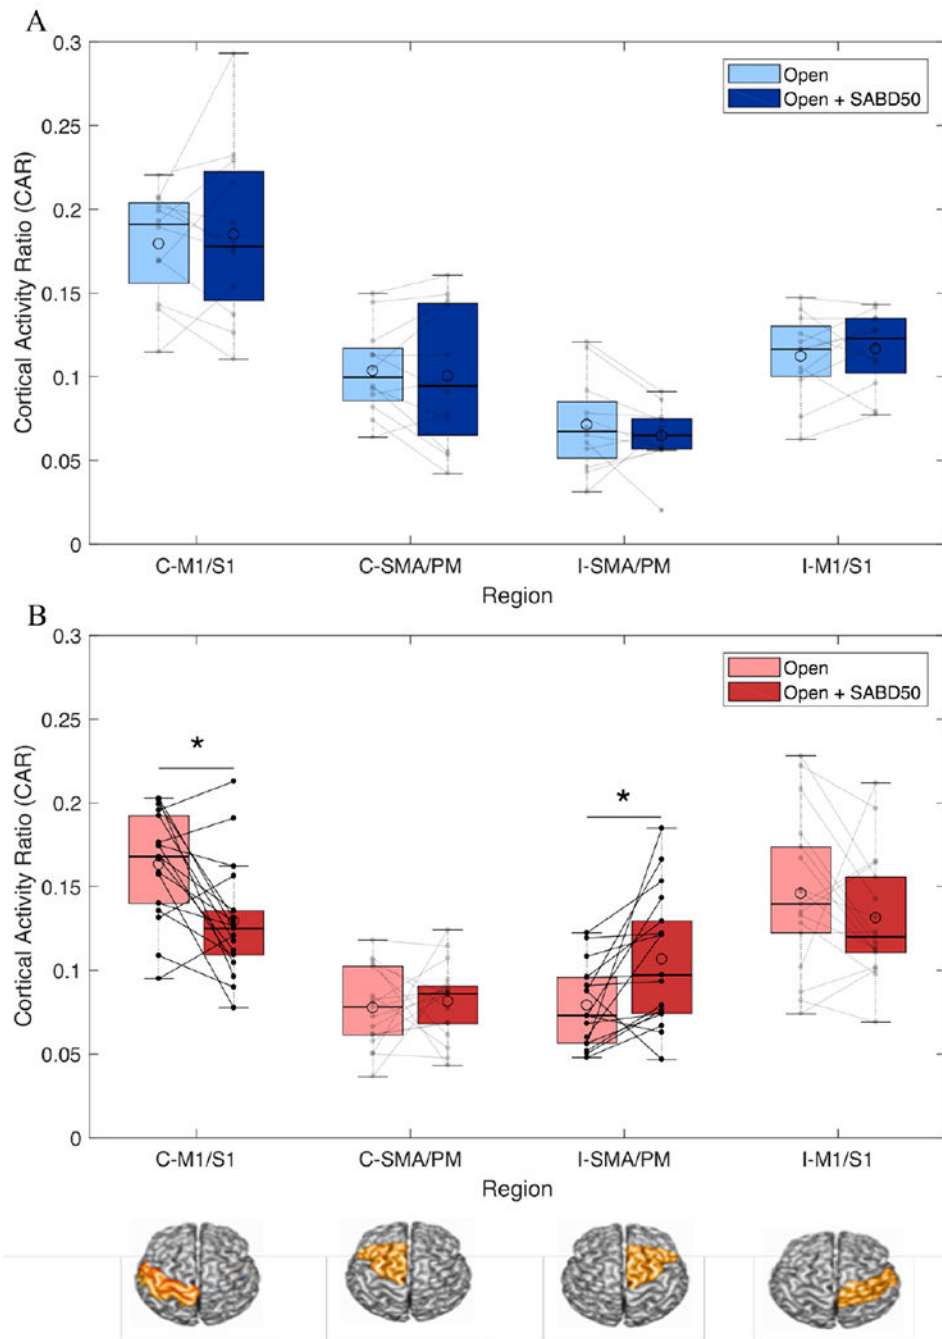 A
0.3
Open
Open + SABD50
0.25
0.2
0.15
0.1
0.05
0
Cortical Activity Ratio (CAR)
C-M1/S1 C-SMA/PM I-SMA/PM I-M1/S1
Region
B
0.3
Open
Open + SABD50
0.25
*
0.2
*
0.15
0.1
0.05
0
Cortical Activity Ratio (CAR)
C-M1/S1 C-SMA/PM I-SMA/PM I-M1/S1
Region